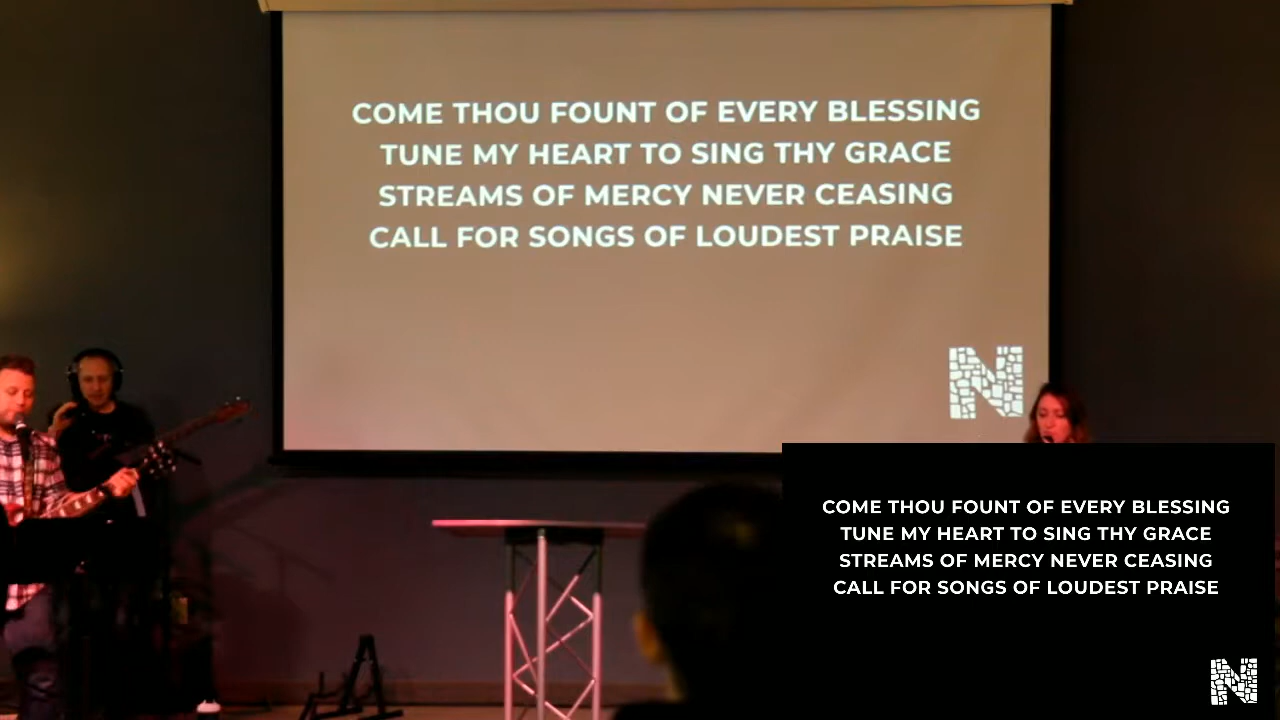 COME THOU FOUNT OF EVERY BLESSING
TUNE MY HEART TO SING THY GRACE
STREAMS OF MERCY NEVER CEASING
CALL FOR SONGS OF LOUDEST PRAISE
N
COME THOU FOUNT OF EVERY BLESSING
TUNE MY HEART TO SING THY GRACE
STREAMS OF MERCY NEVER CEASING
CALL FOR SONGS OF LOUDEST PRAISE
N